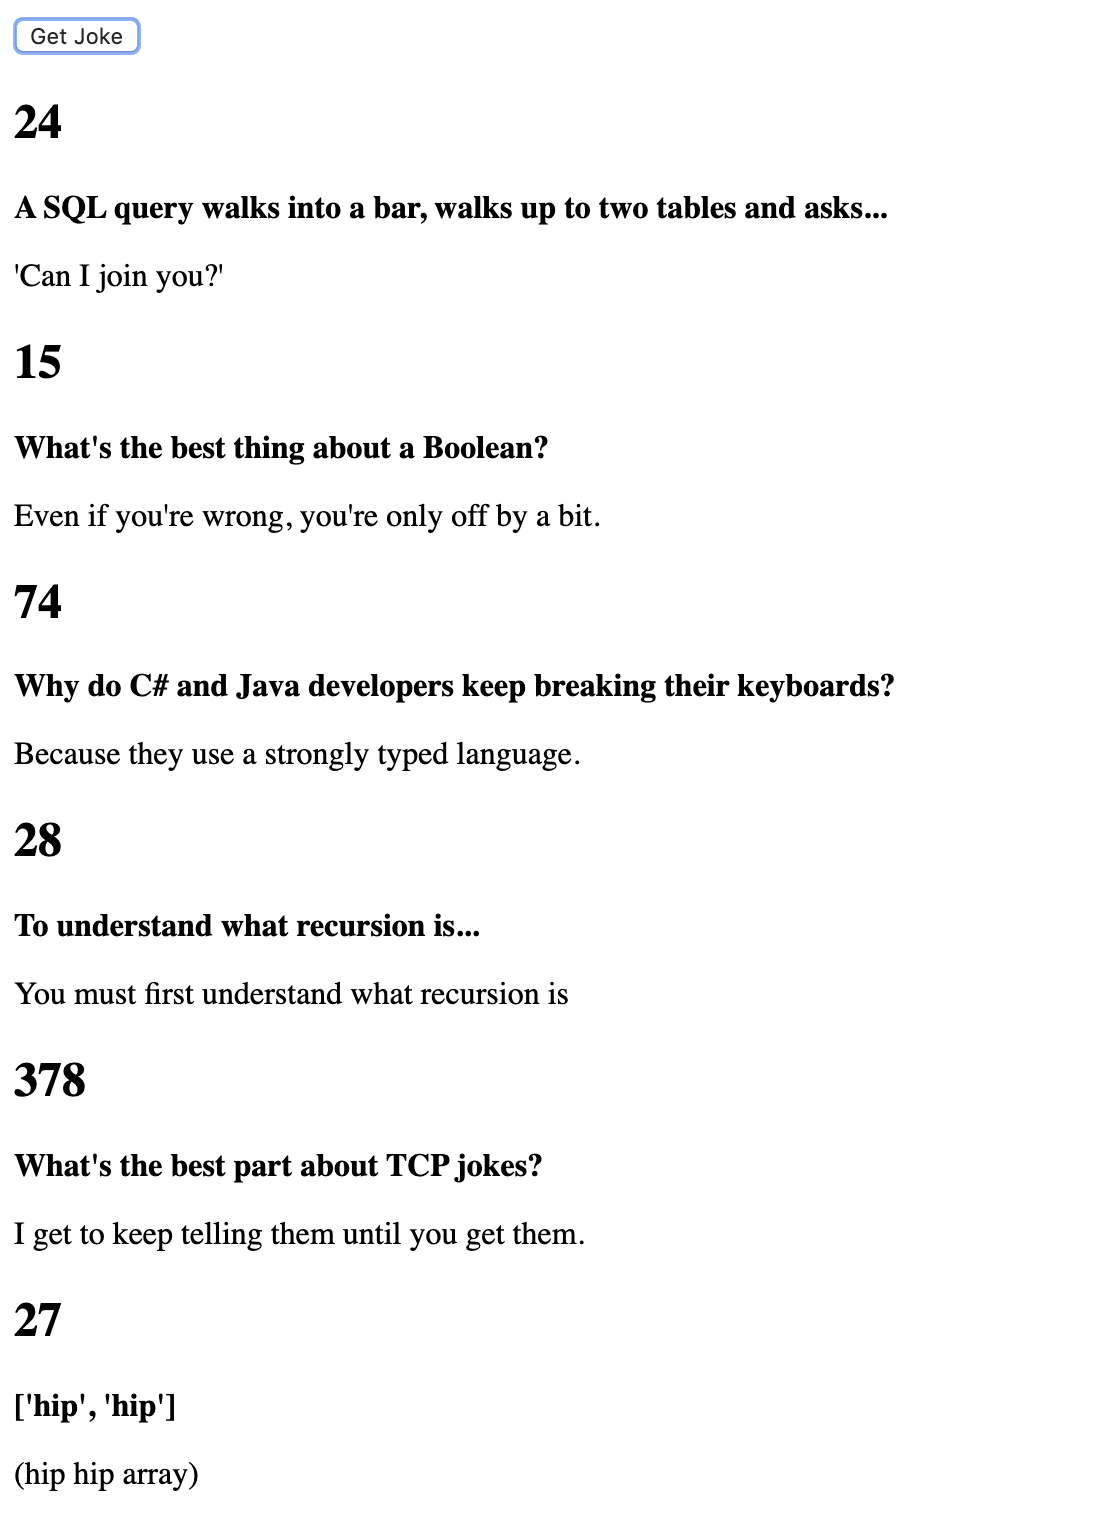 Get Joke
24
A SQL query walks into a bar, walks up to two tables and asks...
'Can I join you?'
15
What's the best thing about a Boolean?
Even if you're wrong, you're only off by a bit.
74
Why do C# and Java developers keep breaking their keyboards?
Because they use a strongly typed language.
28
To understand what recursion is...
You must first understand what recursion is
378
What's the best part about TCP jokes?
I get to keep telling them until you get them.
27
['hip', 'hip']
(hip hip array)